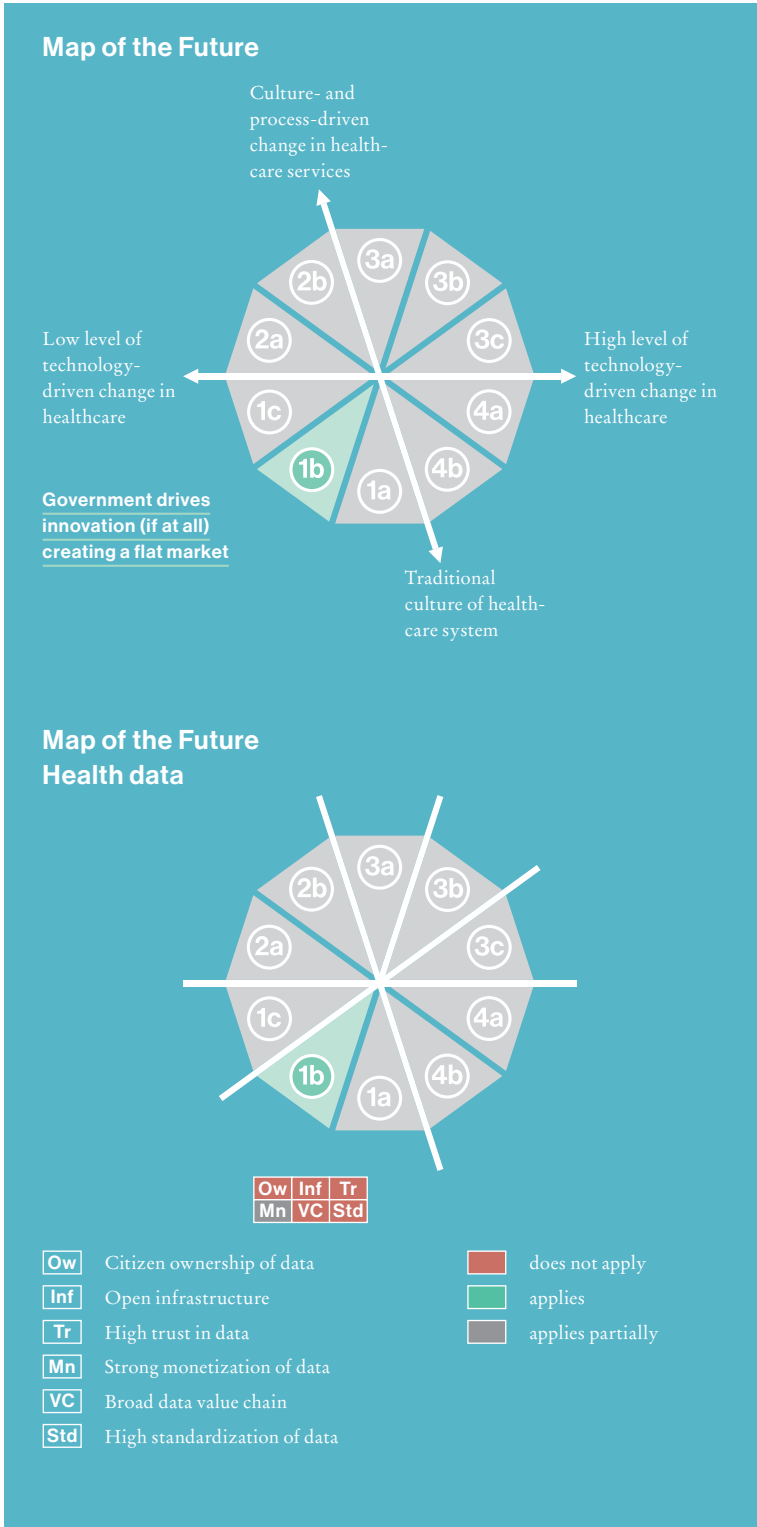 Map of the Future
Culture- and
process-driven
change in health-
care services
3a
2b
3b
2a
3c
Low level of
technology-
driven change in
healthcare
High level of
technology-
driven change in
healthcare
1c
4a
1b
4b
1a
Government drives
innovation (if at all)
creating a flat market
Traditional
culture of health-
care system
Map of the Future
Health data
3a
2b
3b
2a
3c
1c
4a
1b
4b
1a
Ow Inf Tr
Mn VC Std
Ow Citizen ownership of data
Inf Open infrastructure
Tr High trust in data
Mn Strong monetization of data
VC Broad data value chain
Std High standardization of data
does not apply
applies
applies partially